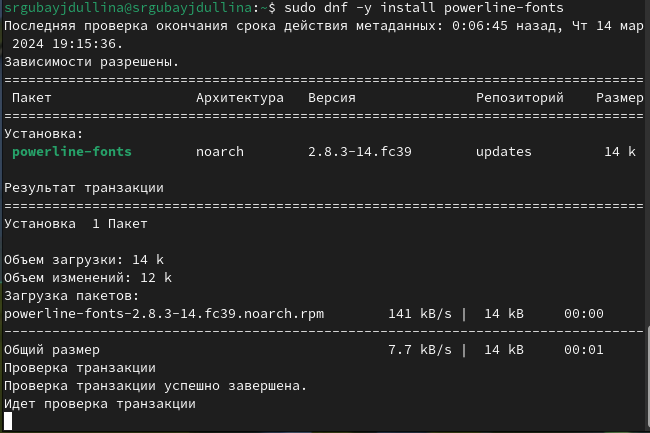 srgubayjdullina@srgubayjdullina:~$ sudo dnf -y install powerline-fonts
Последняя проверка окончания срока действия метаданных: 0:06:45 назад, Чт 14 мар
 2024 19:15:36.
Зависимости разрешены.
================================================================================
 Пакет                  Архитектура   Версия               Репозиторий    Размер
================================================================================
Установка:
 powerline-fonts        noarch        2.8.3-14.fc39        updates         14 k

Результат транзакции
================================================================================
Установка  1 Пакет

Объем загрузки: 14 k
Объем изменений: 12 k
Загрузка пакетов:
powerline-fonts-2.8.3-14.fc39.noarch.rpm        141 kB/s |  14 kB     00:00
--------------------------------------------------------------------------------
Общий размер                                    7.7 kB/s |  14 kB     00:01
Проверка транзакции
Проверка транзакции успешно завершена.
Идет проверка транзакции